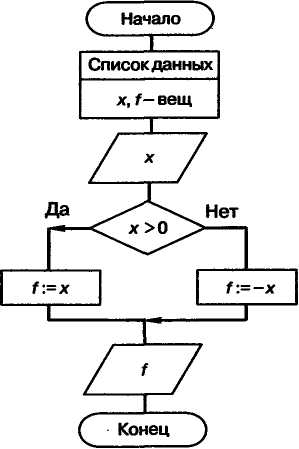 Начало
Список данных
x, f – вещ
x
x > 0
Да
Нет
f := x
f := –x
f
Конец